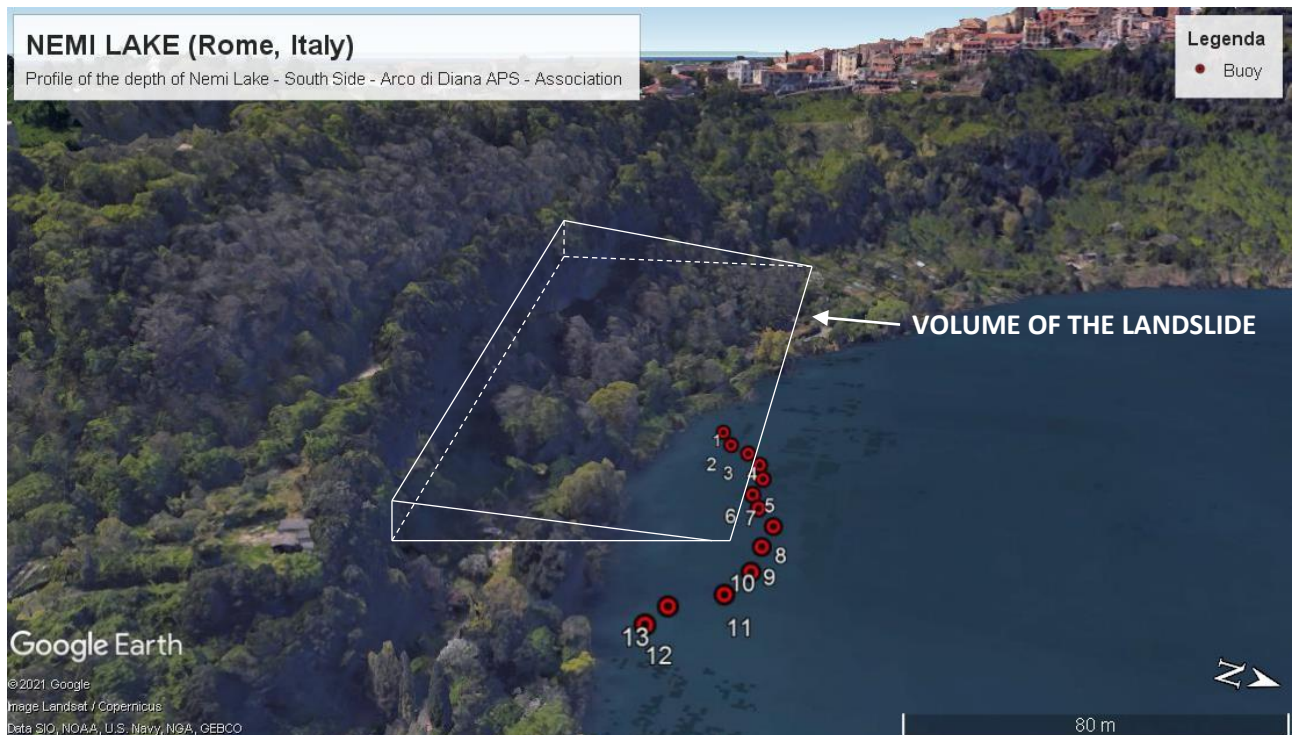 NEMI LAKE (Rome, Italy)
Profile of the depth of Nemi Lake - South Side - Arco di Diana APS - Association
Legenda
Buoy
VOLUME OF THE LANDSLIDE
1
2 3 4
5
6 7
8
10 9
11
13
12
Google Earth
©2021 Google
Image Landsat / Copernicus
Data SIO, NOAA, U.S. Navy, NGA, GEBCO
N
80 m